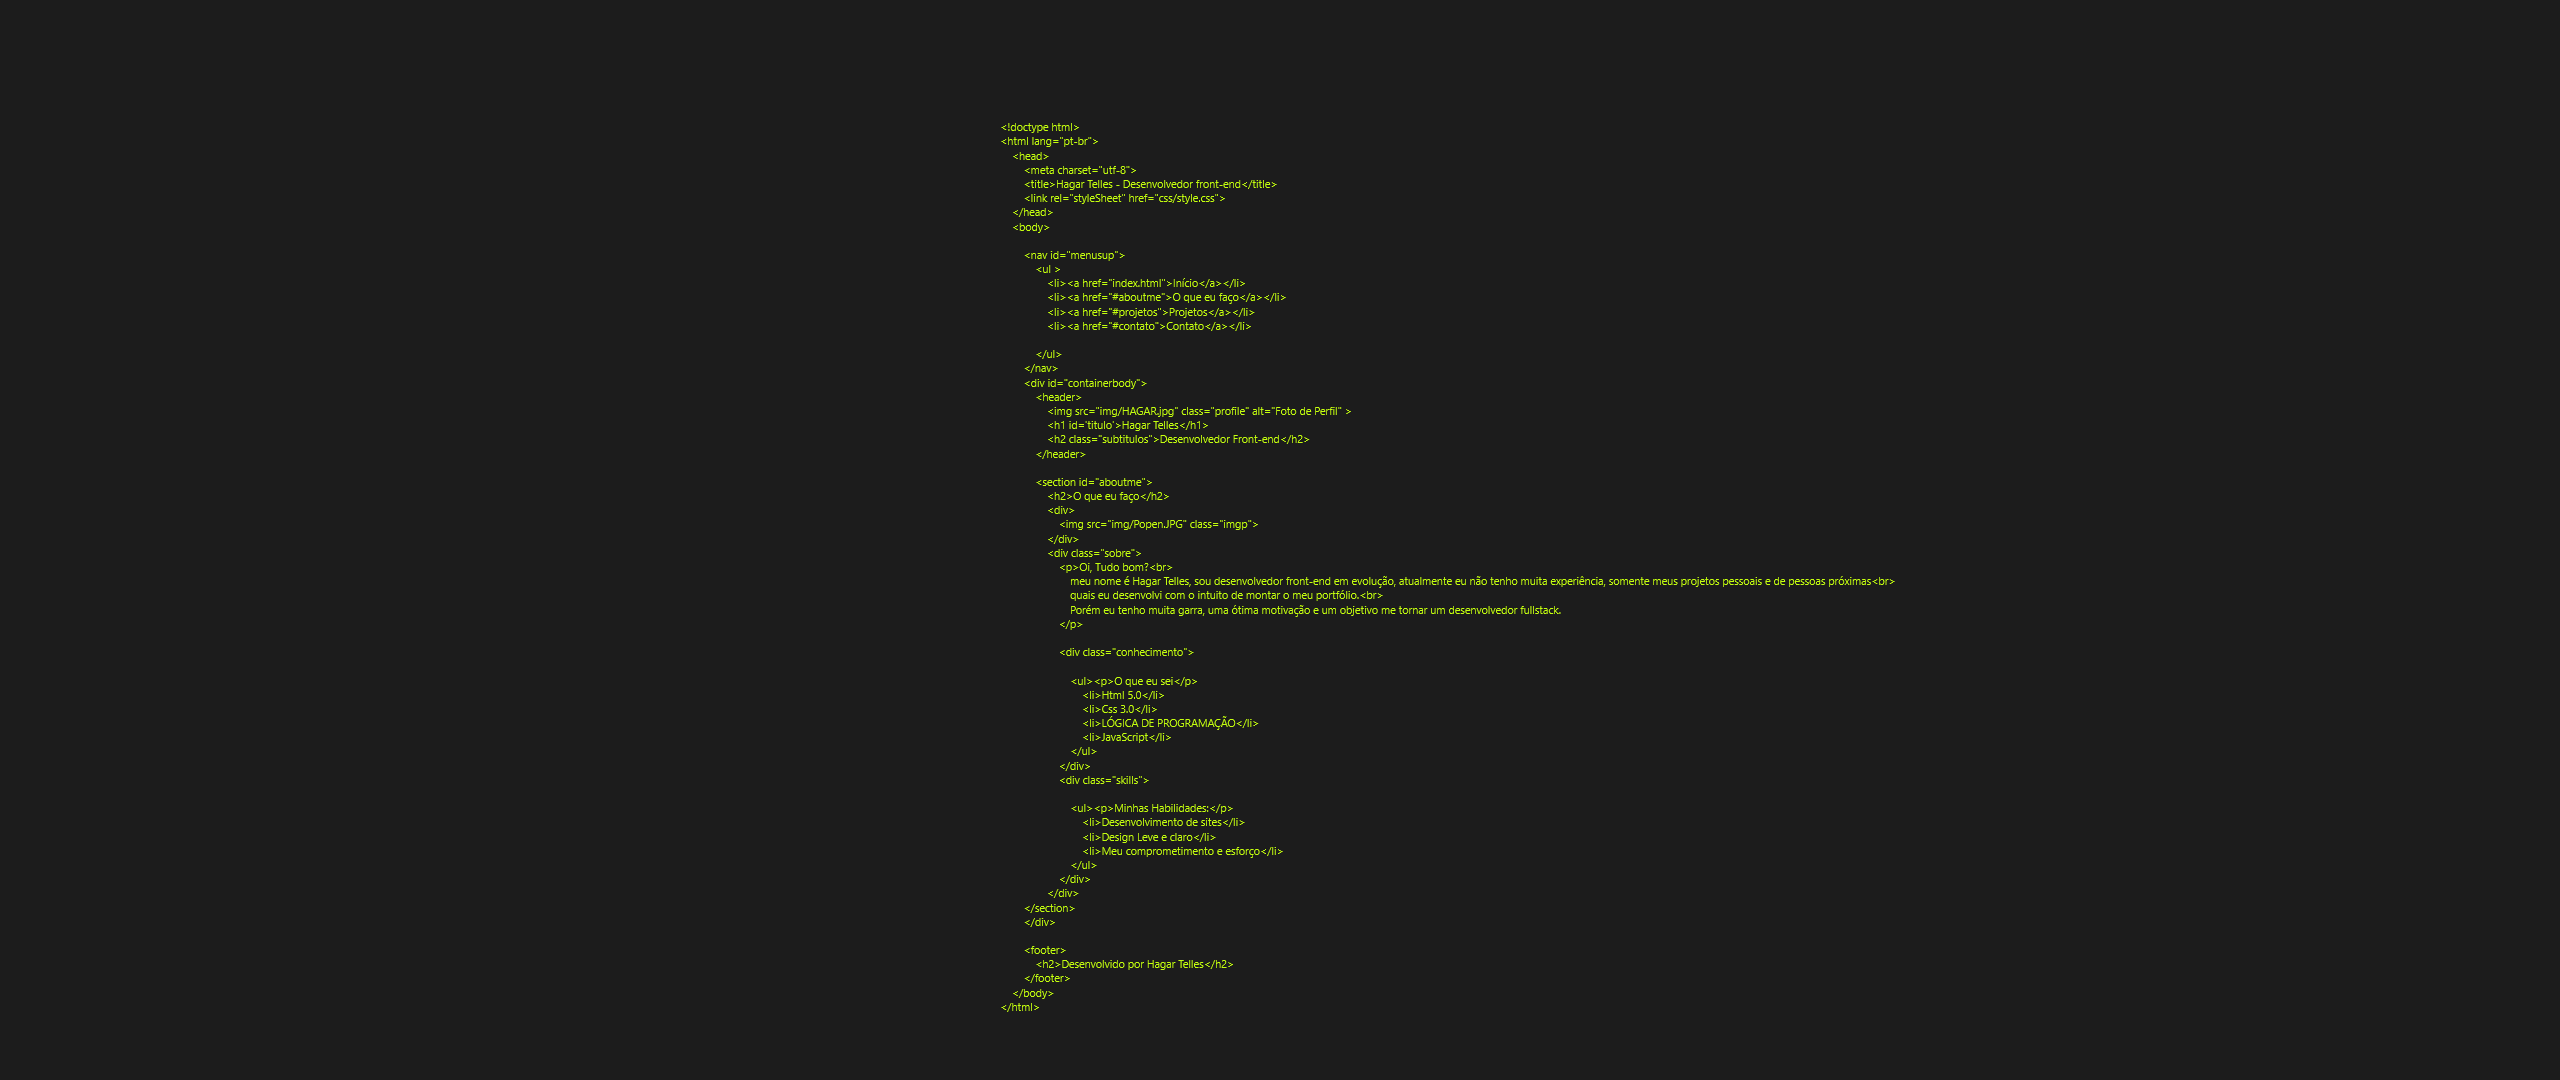 <!doctype html>
<html lang="pt-br">
<head>
<meta charset="utf-8">
<title>Hagar Telles - Desenvolvedor front-end</title>
<link rel="styleSheet" href="css/style.css">
</head>
<body>
<nav id="menusup">
<ul >
<li><a href="index.html">Início</a></li>
<li><a href="#aboutme">O que eu faço</a></li>
<li><a href="#projetos">Projetos</a></li>
<li><a href="#contato">Contato</a></li>
</ul>
</nav>
<div id="containerbody">
<header>
<img src="img/HAGAR.jpg" class="profile" alt="Foto de Perfil" >
<h1 id='titulo'>Hagar Telles</h1>
<h2 class="subtitulos">Desenvolvedor Front-end</h2>
</header>
<section id="aboutme">
<h2>O que eu faço</h2>
<div>
<img src="img/Popen.JPG" class="imgp">
</div>
<div class="sobre">
<p>Oi, Tudo bom?<br>
meu nome é Hagar Telles, sou desenvolvedor front-end em evolução, atualmente eu não tenho muita experiência, somente meus projetos pessoais e de pessoas próximas<br>
quais eu desenvolvi com o intuito de montar o meu portfólio.<br>
Porém eu tenho muita garra, uma ótima motivação e um objetivo me tornar um desenvolvedor fullstack.
</p>
<div class="conhecimento">
<ul><p>O que eu sei</p>
<li>Html 5.0</li>
<li>Css 3.0</li>
<li>LÓGICA DE PROGRAMAÇÃO</li>
<li>JavaScript</li>
</ul>
</div>
<div class="skills">
<ul><p>Minhas Habilidades:</p>
<li>Desenvolvimento de sites</li>
<li>Design Leve e claro</li>
<li>Meu comprometimento e esforço</li>
</ul>
</div>
</div>
</section>
</div>
<footer>
<h2>Desenvolvido por Hagar Telles</h2>
</footer>
</body>
</html>